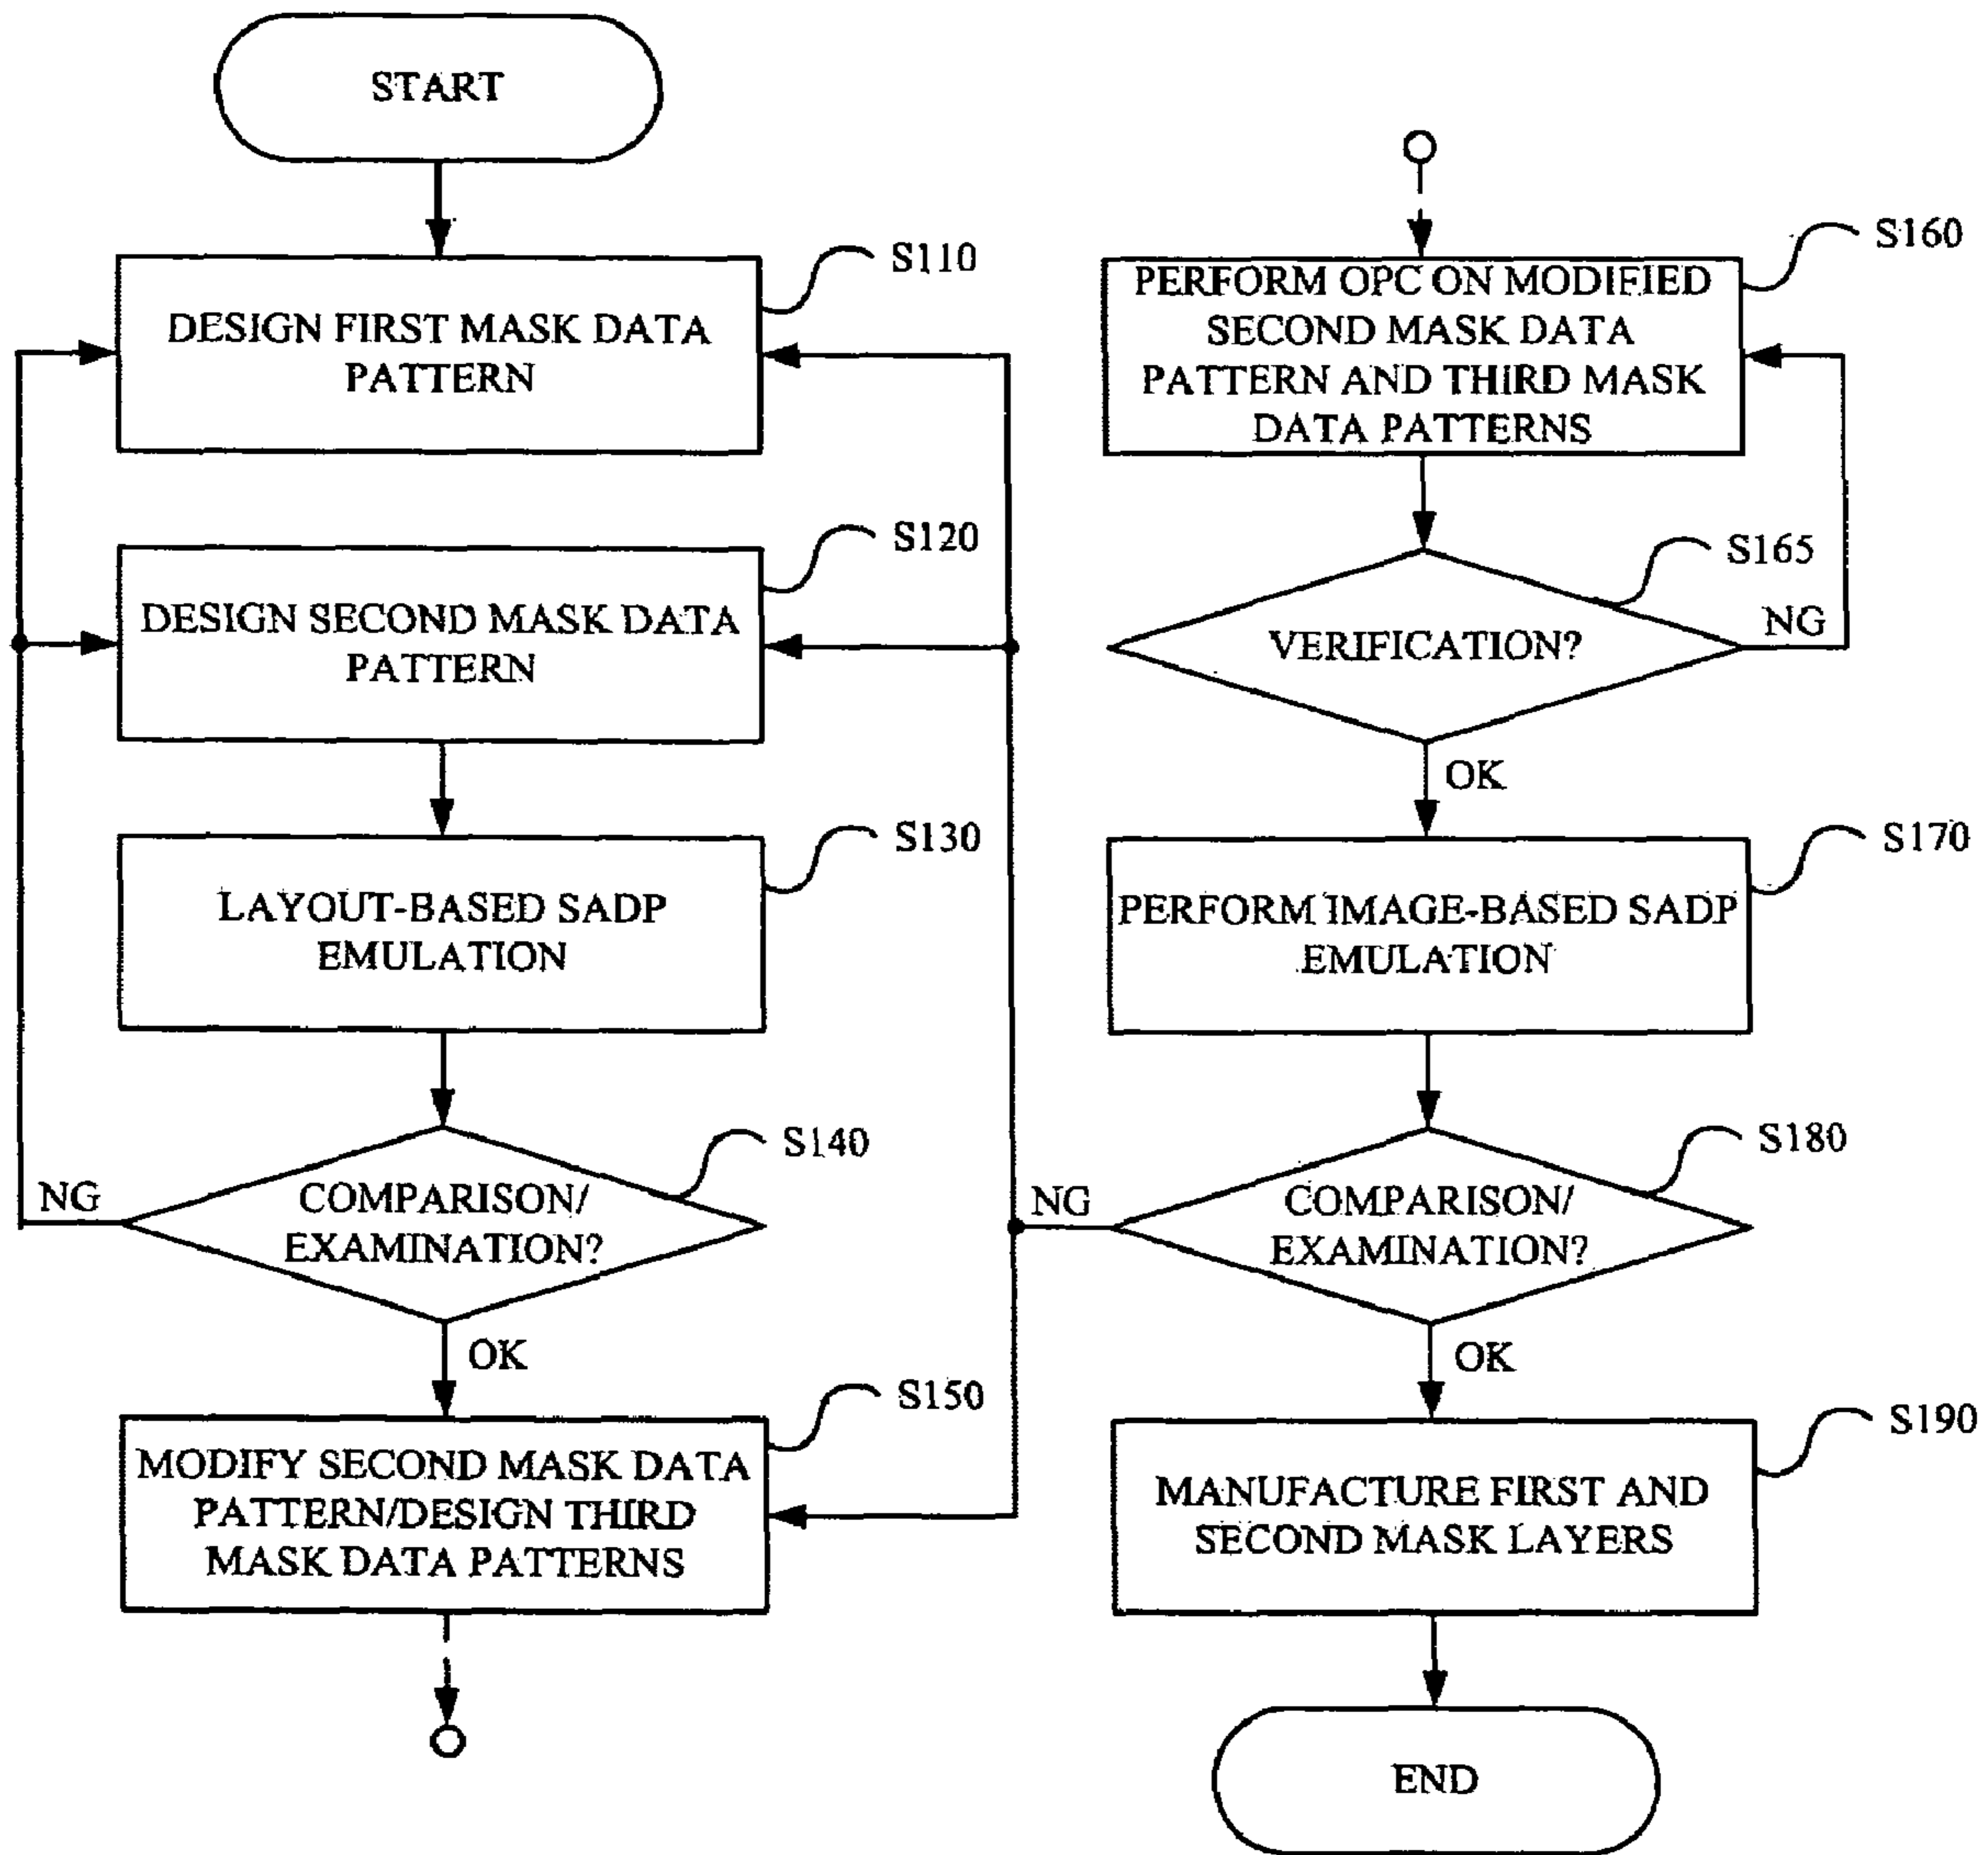 START
S110
DESIGN FIRST MASK DATA
PATTERN
S120
DESIGN SECOND MASK DATA
PATTERN
S130
LAYOUT-BASED SADP
EMULATION
S140
COMPARISON/
EXAMINATION?
NG
OK
S150
MODIFY SECOND MASK DATA
PATTERN/DESIGN THIRD
MASK DATA PATTERNS
S160
PERFORM OPC ON MODIFIED
SECOND MASK DATA
PATTERN AND THIRD MASK
DATA PATTERNS
S165
VERIFICATION?
NG
OK
S170
PERFORM IMAGE-BASED SADP
EMULATION
S180
COMPARISON/
EXAMINATION?
NG
OK
S190
MANUFACTURE FIRST AND
SECOND MASK LAYERS
END